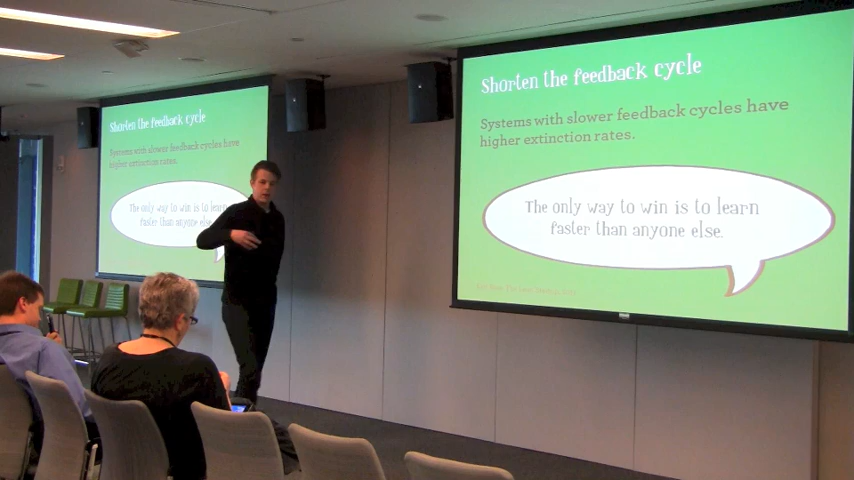 Shorten the feedback cycle
Systems with slower feedback cycles have
higher extinction rates.
The only way to win is to learn
faster than anyone else.
Shorten the feedback cycle
Systems with slower feedback cycles have
higher extinction rates.
The only way to win is to learn
faster than anyone else.